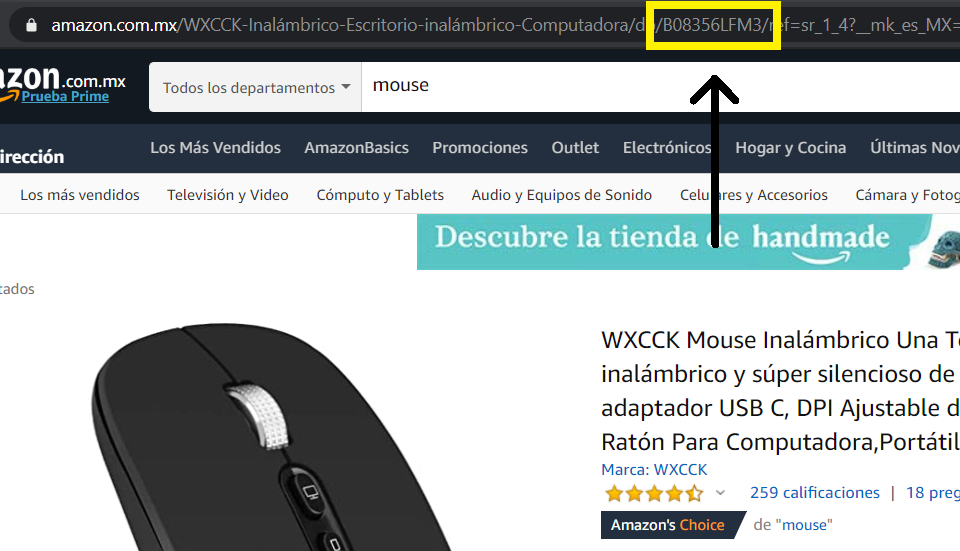 amazon.com.mx/WXCCK-Inalámbrico-Escritorio-inalámbrico-Computadora/dp/B08356LFM3/ref=sr_1_4?__mk_es_MX=
azon.com.mx
Prueba Prime
Todos los departamentos
mouse
irección
Los Más Vendidos AmazonBasics Promociones Outlet Electrónicos Hogar y Cocina Últimas Nov
Los más vendidos Televisión y Video Cómputo y Tablets Audio y Equipos de Sonido Celulares y Accesorios Cámara y Fotog
Descubre la tienda de handmade
tados
WXCCK Mouse Inalámbrico Una Te
inalámbrico y súper silencioso de
adaptador USB C, DPI Ajustable d
Ratón Para Computadora,Portátil
Marca: WXCCK
259 calificaciones | 18 preg
Amazon's Choice de "mouse"